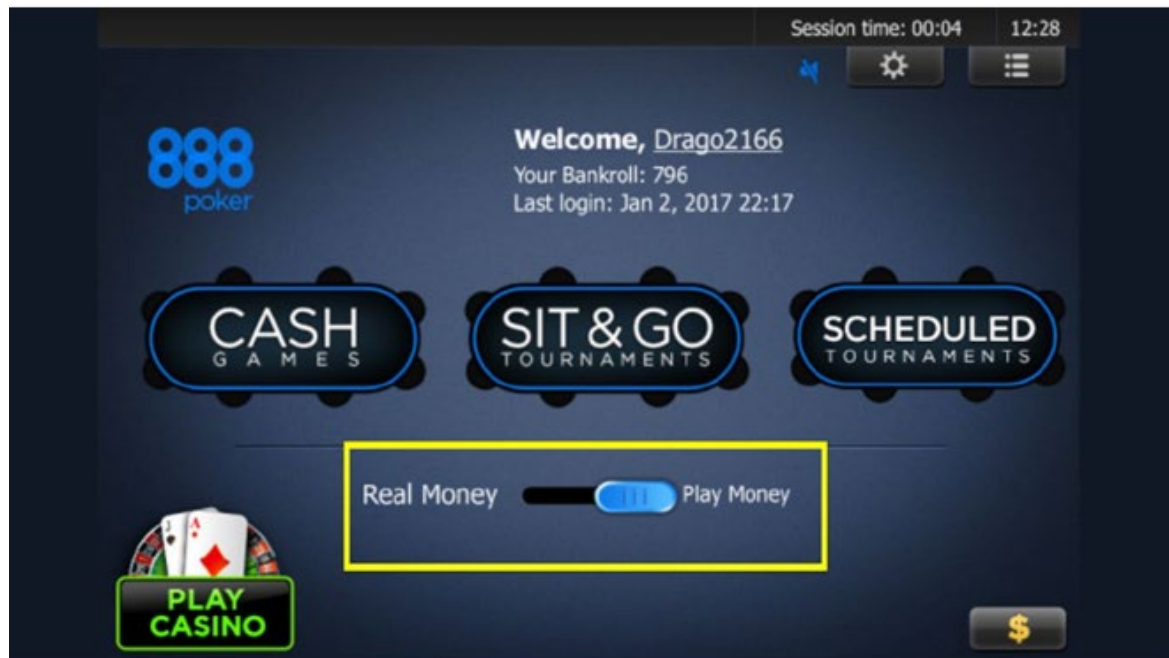 Session time: 00:04 12:28
888
poker
Welcome, Drago2166
Your Bankroll: 796
Last login: Jan 2, 2017 22:17
CASH
GAMES
SIT & GO
TOURNAMENTS
SCHEDULED
TOURNAMENTS
Real Money Play Money
J A
PLAY
CASINO
$